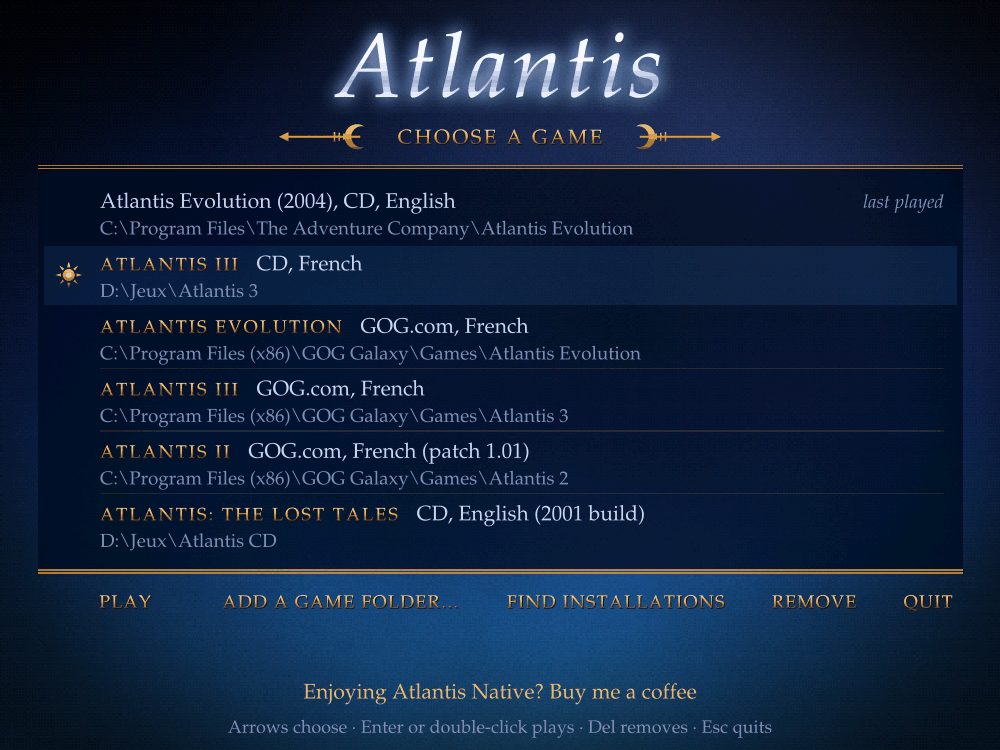 Atlantis
CHOOSE A GAME
Atlantis Evolution (2004), CD, English last played
C:\Program Files\The Adventure Company\Atlantis Evolution
ATLANTIS III CD, French
D:\Jeux\Atlantis 3
ATLANTIS EVOLUTION GOG.com, French
C:\Program Files (x86)\GOG Galaxy\Games\Atlantis Evolution
ATLANTIS III GOG.com, French
C:\Program Files (x86)\GOG Galaxy\Games\Atlantis 3
ATLANTIS II GOG.com, French (patch 1.01)
C:\Program Files (x86)\GOG Galaxy\Games\Atlantis 2
ATLANTIS: THE LOST TALES CD, English (2001 build)
D:\Jeux\Atlantis CD
PLAY ADD A GAME FOLDER... FIND INSTALLATIONS REMOVE QUIT
Enjoying Atlantis Native? Buy me a coffee
Arrows choose · Enter or double-click plays · Del removes · Esc quits